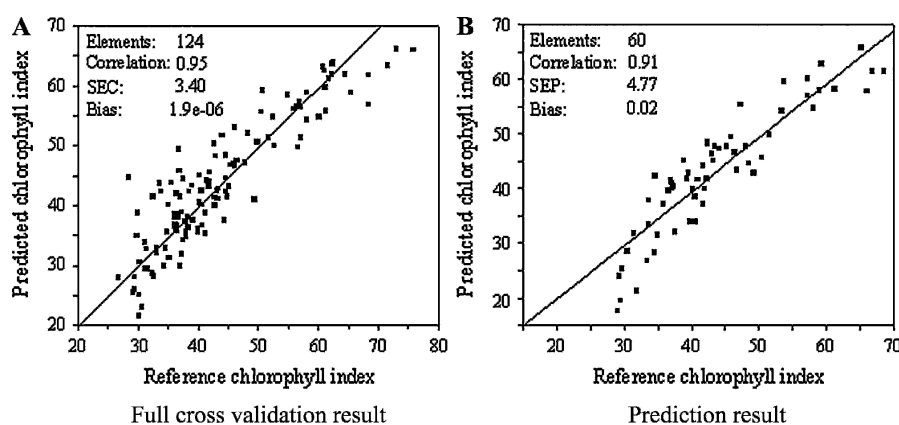 A
Elements: 124
Correlation: 0.95
SEC: 3.40
Bias: 1.9e-06
Predicted chlorophyll index
70
60
50
40
30
20
20 30 40 50 60 70 80
Reference chlorophyll index
Full cross validation result
B
Elements: 60
Correlation: 0.91
SEP: 4.77
Bias: 0.02
Predicted chlorophyll index
70
60
50
40
30
20
20 30 40 50 60 70
Reference chlorophyll index
Prediction result